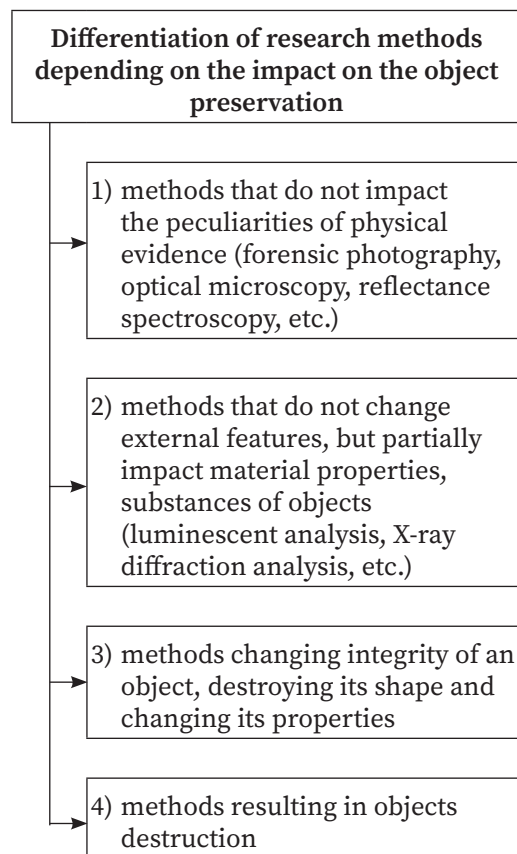 Differentiation of research methods
depending on the impact on the object
preservation
1) methods that do not impact
the peculiarities of physical
evidence (forensic photography,
optical microscopy, reflectance
spectroscopy, etc.)
2) methods that do not change
external features, but partially
impact material properties,
substances of objects
(luminescent analysis, X-ray
diffraction analysis, etc.)
3) methods changing integrity of an
object, destroying its shape and
changing its properties
4) methods resulting in objects
destruction